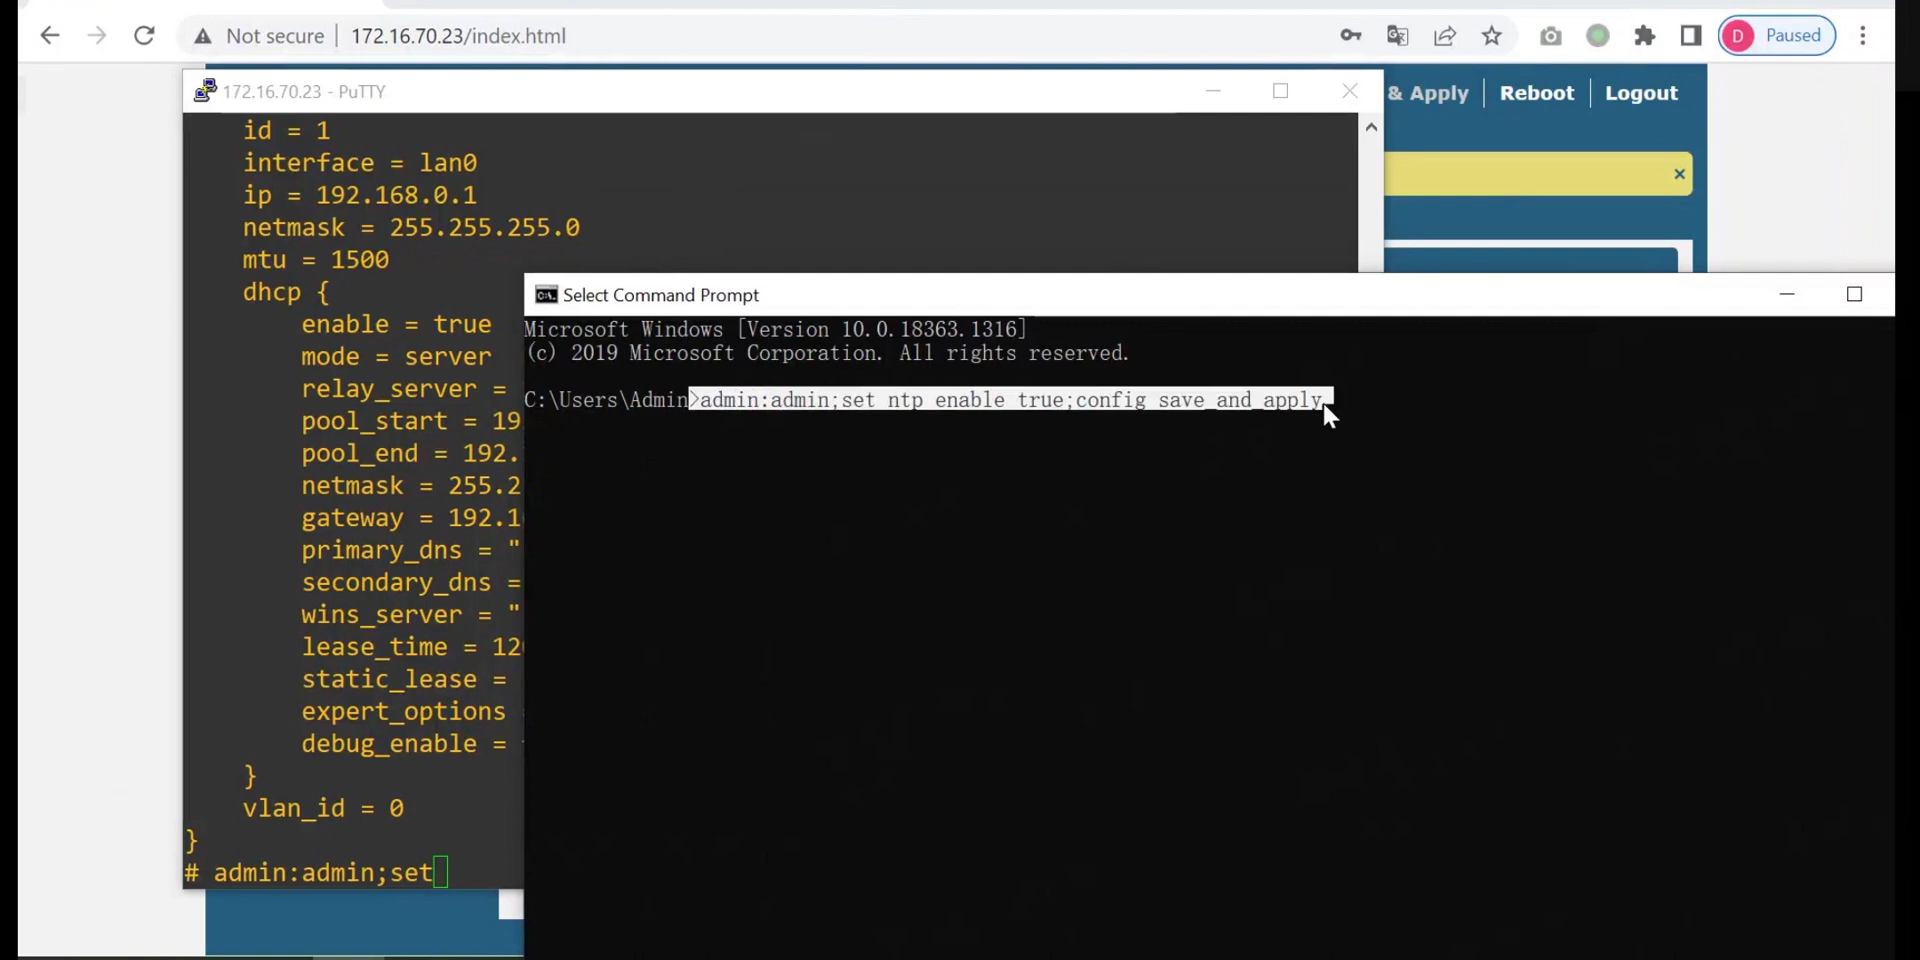 Not secure 172.16.70.23/index.html
D Paused
172.16.70.23 - PuTTY
& Apply Reboot Logout
id = 1
interface = lan0
ip = 192.168.0.1
netmask = 255.255.255.0
mtu = 1500
dhcp {
enable = true
mode = server
relay_server =
pool_start = 19
pool_end = 192.
netmask = 255.2
gateway = 192.1
primary_dns = "
secondary_dns =
wins_server = "
lease_time = 12
static_lease =
expert_options
debug_enable =
}
vlan_id = 0
}
# admin:admin;set
Select Command Prompt
Microsoft Windows [Version 10.0.18363.1316]
(c) 2019 Microsoft Corporation. All rights reserved.
C:\Users\Admin>admin:admin;set ntp enable true;config save_and_apply